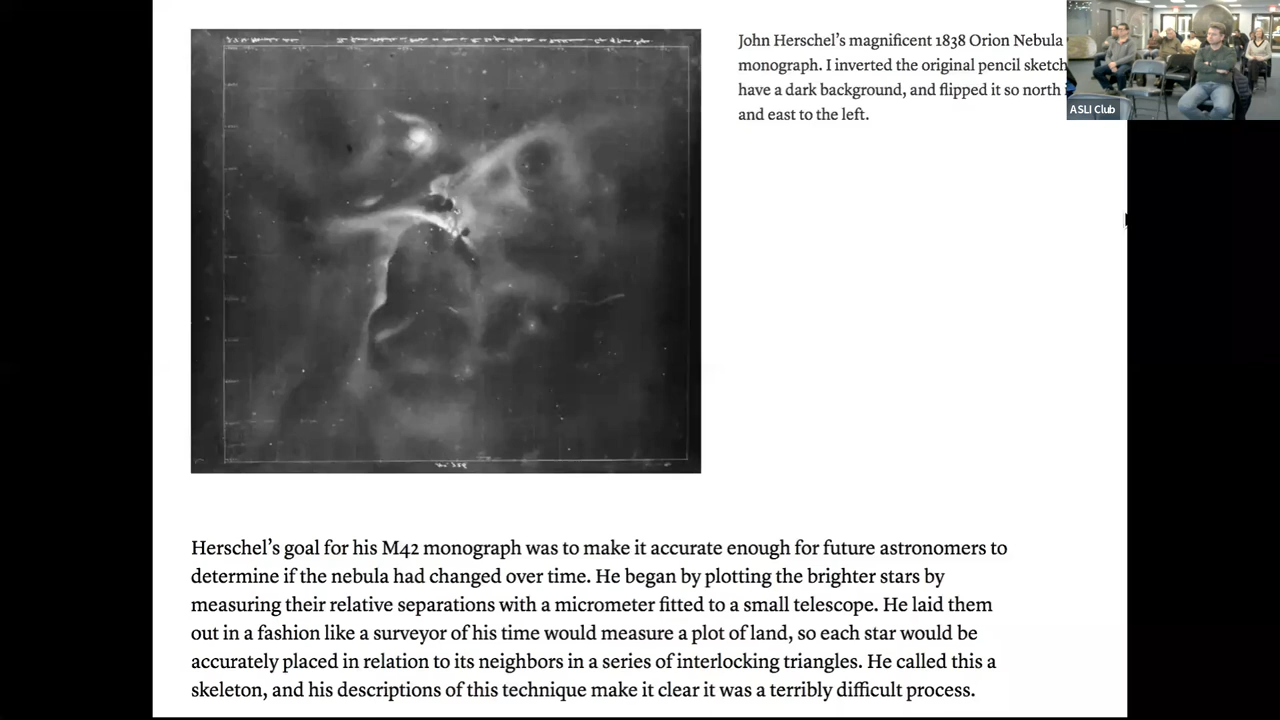 John Herschel's magnificent 1838 Orion Nebula
monograph. I inverted the original pencil sketch
have a dark background, and flipped it so north
and east to the left.
ASLI Club
Herschel's goal for his M42 monograph was to make it accurate enough for future astronomers to
determine if the nebula had changed over time. He began by plotting the brighter stars by
measuring their relative separations with a micrometer fitted to a small telescope. He laid them
out in a fashion like a surveyor of his time would measure a plot of land, so each star would be
accurately placed in relation to its neighbors in a series of interlocking triangles. He called this a
skeleton, and his descriptions of this technique make it clear it was a terribly difficult process.